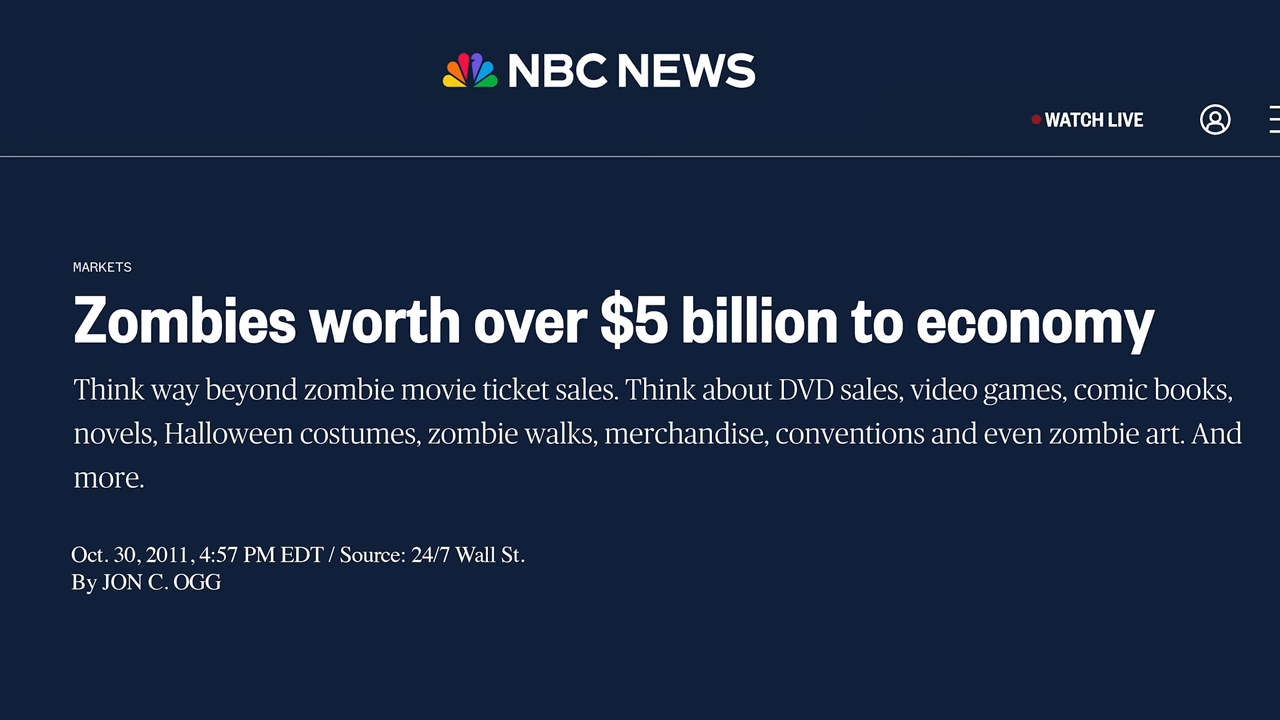 NBC NEWS
WATCH LIVE
MARKETS
Zombies worth over $5 billion to economy
Think way beyond zombie movie ticket sales. Think about DVD sales, video games, comic books,
novels, Halloween costumes, zombie walks, merchandise, conventions and even zombie art. And
more.
Oct. 30, 2011, 4:57 PM EDT / Source: 24/7 Wall St.
By JON C. OGG